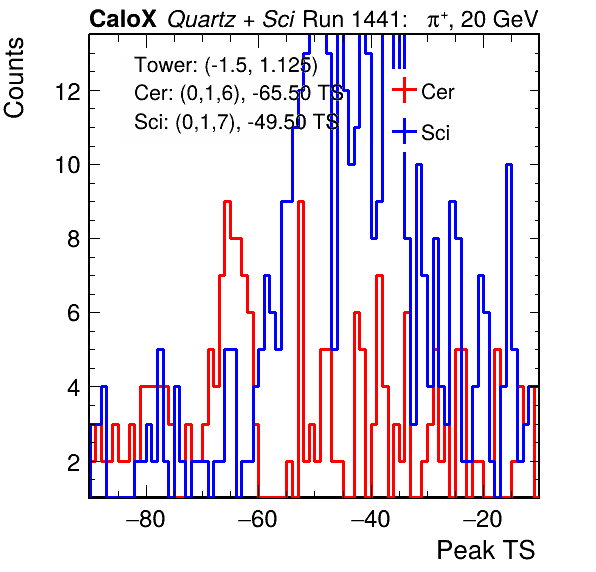 CaloX Quartz + Sci Run 1441: π⁺, 20 GeV
Counts
Tower: (-1.5, 1.125)
Cer: (0,1,6), -65.50 TS
Sci: (0,1,7), -49.50 TS
Cer
Sci
12
10
8
6
4
2
−80 −60 −40 −20
Peak TS